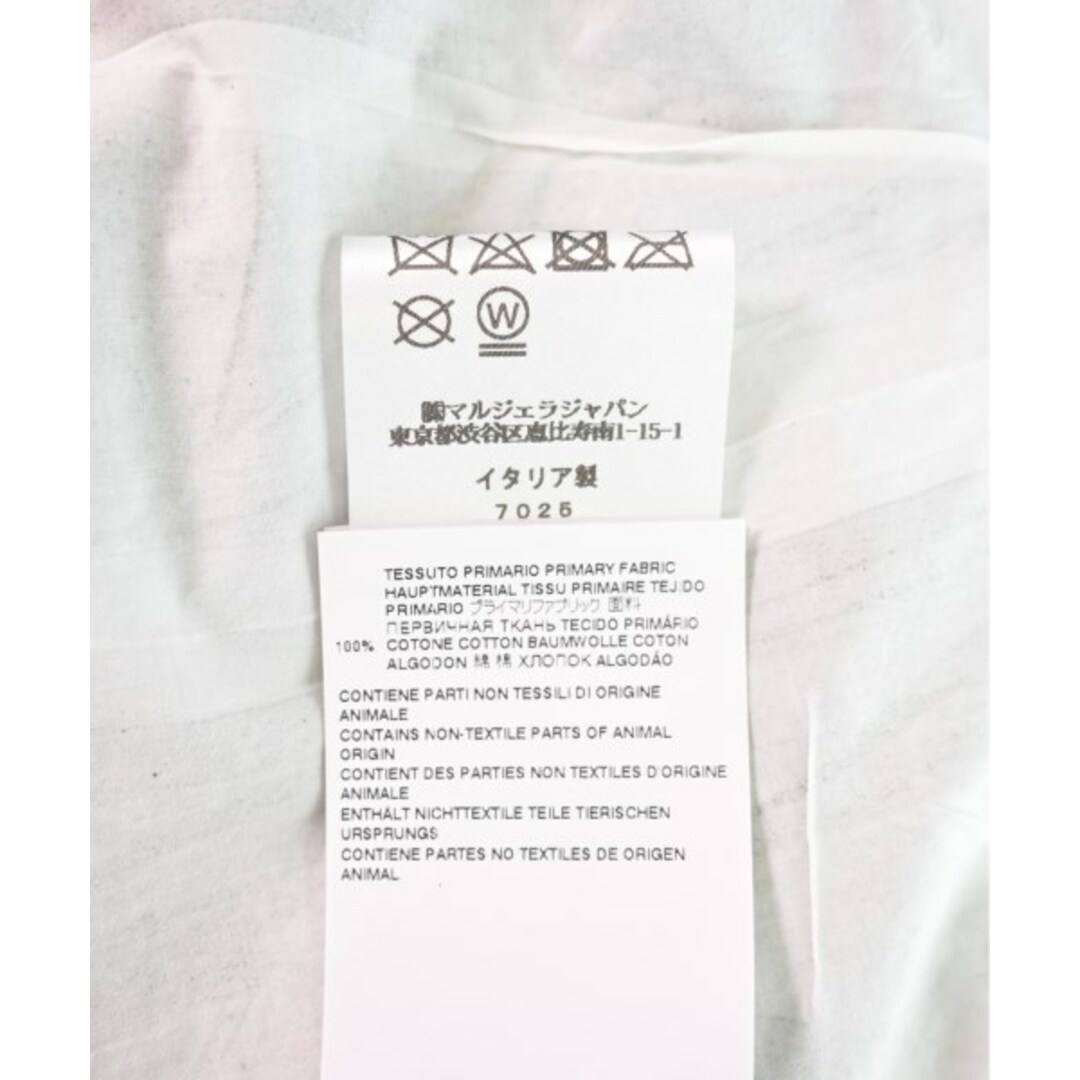 W
㈱マルジェラジャパン
東京都渋谷区恵比寿南1-15-1
イタリア製
7025
TESSUTO PRIMARIO PRIMARY FABRIC
HAUPTMATERIAL TISSU PRIMAIRE TEJIDO
PRIMARIO プライマリファブリック 面料
ПЕРВИЧНАЯ ТКАНЬ TECIDO PRIMÁRIO
100% COTONE COTTON BAUMWOLLE COTON
ALGODON 綿 棉 ХЛОПОК ALGODÃO
CONTIENE PARTI NON TESSILI DI ORIGINE
ANIMALE
CONTAINS NON-TEXTILE PARTS OF ANIMAL
ORIGIN
CONTIENT DES PARTIES NON TEXTILES D'ORIGINE
ANIMALE
ENTHÄLT NICHTTEXTILE TEILE TIERISCHEN
URSPRUNGS
CONTIENE PARTES NO TEXTILES DE ORIGEN
ANIMAL